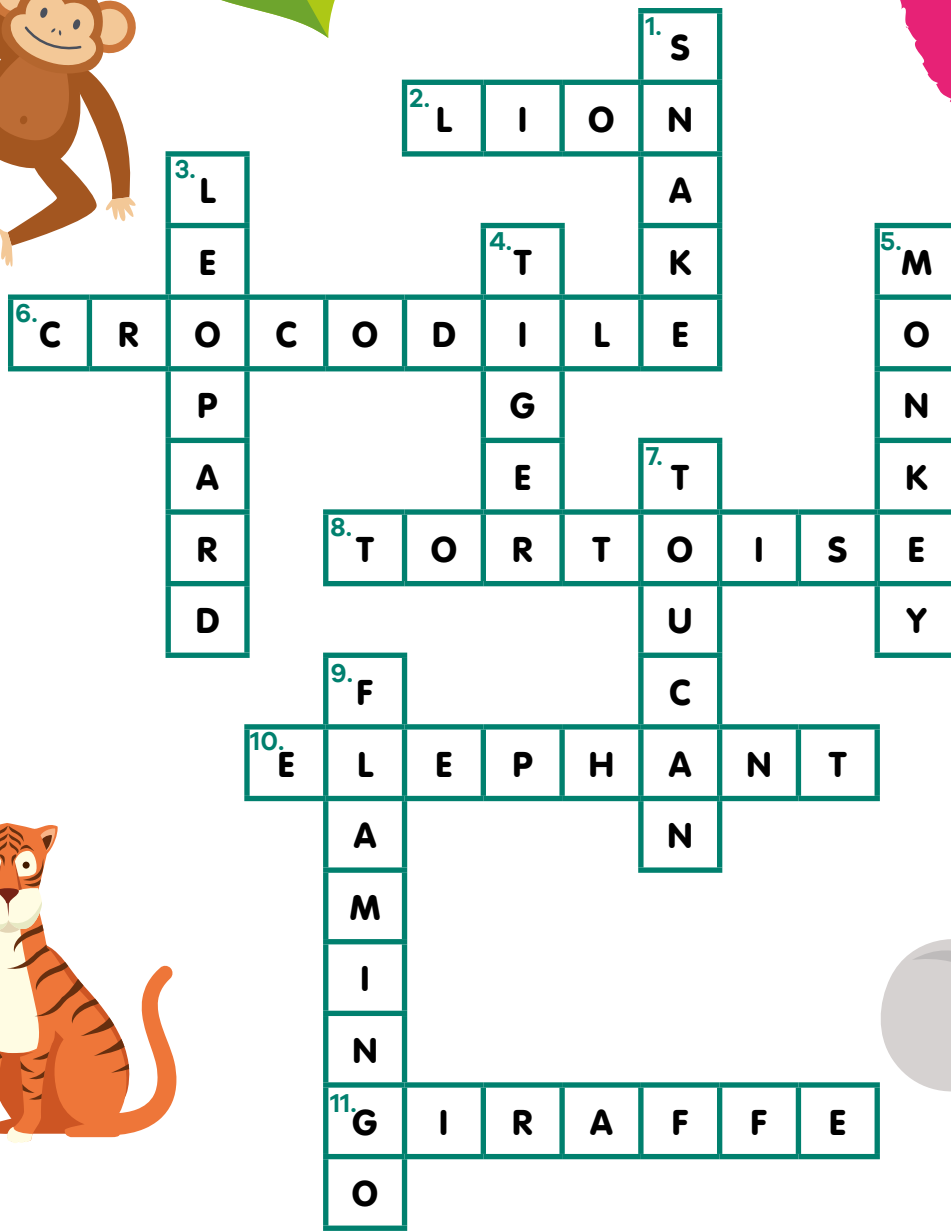 1. S
2. L I O N
3. L A
E 4. T K 5. M
6. C R O C O D I L E O
P G N
A E 7. T K
R 8. T O R T O I S E
D U Y
9. F C
10. E L E P H A N T
A N
M
I
N
11. G I R A F F E
O